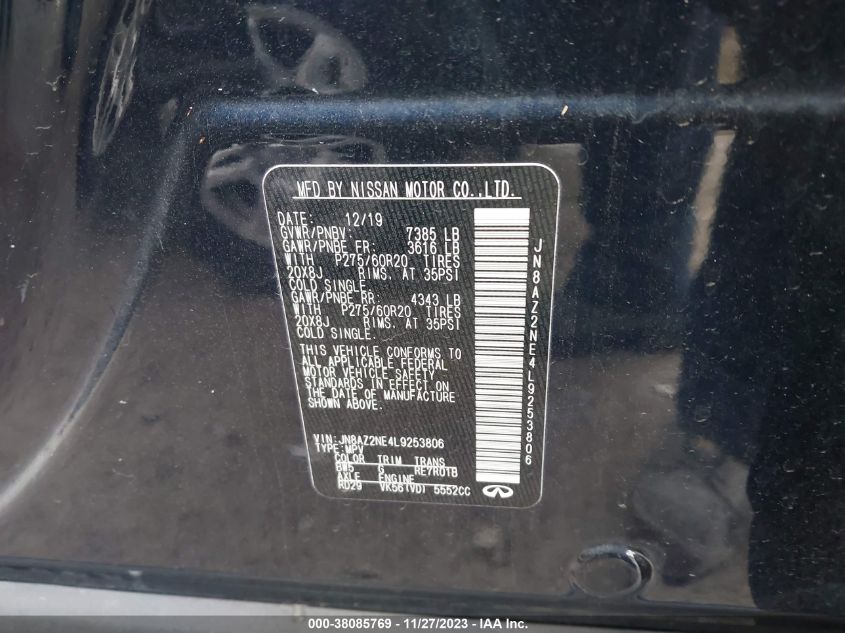 MFD BY NISSAN MOTOR CO.,LTD.
DATE: 12/19
GVWR/PNBV: 7385 LB
GAWR/PNBE FR: 3616 LB
WITH P275/60R20 TIRES
20X8J RIMS. AT 35PSI
COLD SINGLE.
GAWR/PNBE RR: 4343 LB
WITH P275/60R20 TIRES
20X8J RIMS. AT 35PSI
COLD SINGLE.
THIS VEHICLE CONFORMS TO
ALL APPLICABLE FEDERAL
MOTOR VEHICLE SAFETY
STANDARDS IN EFFECT ON
THE DATE OF MANUFACTURE
SHOWN ABOVE.
VIN:JN8AZ2NE4L9253806
TYPE:MPV
COLOR TRIM TRANS
BW5 G RE7R01B
AXLE ENGINE
RD29 VK56(VD) 5552CC
JN8AZ2NE4L9253806
000-38085769 - 11/27/2023 - IAA Inc.